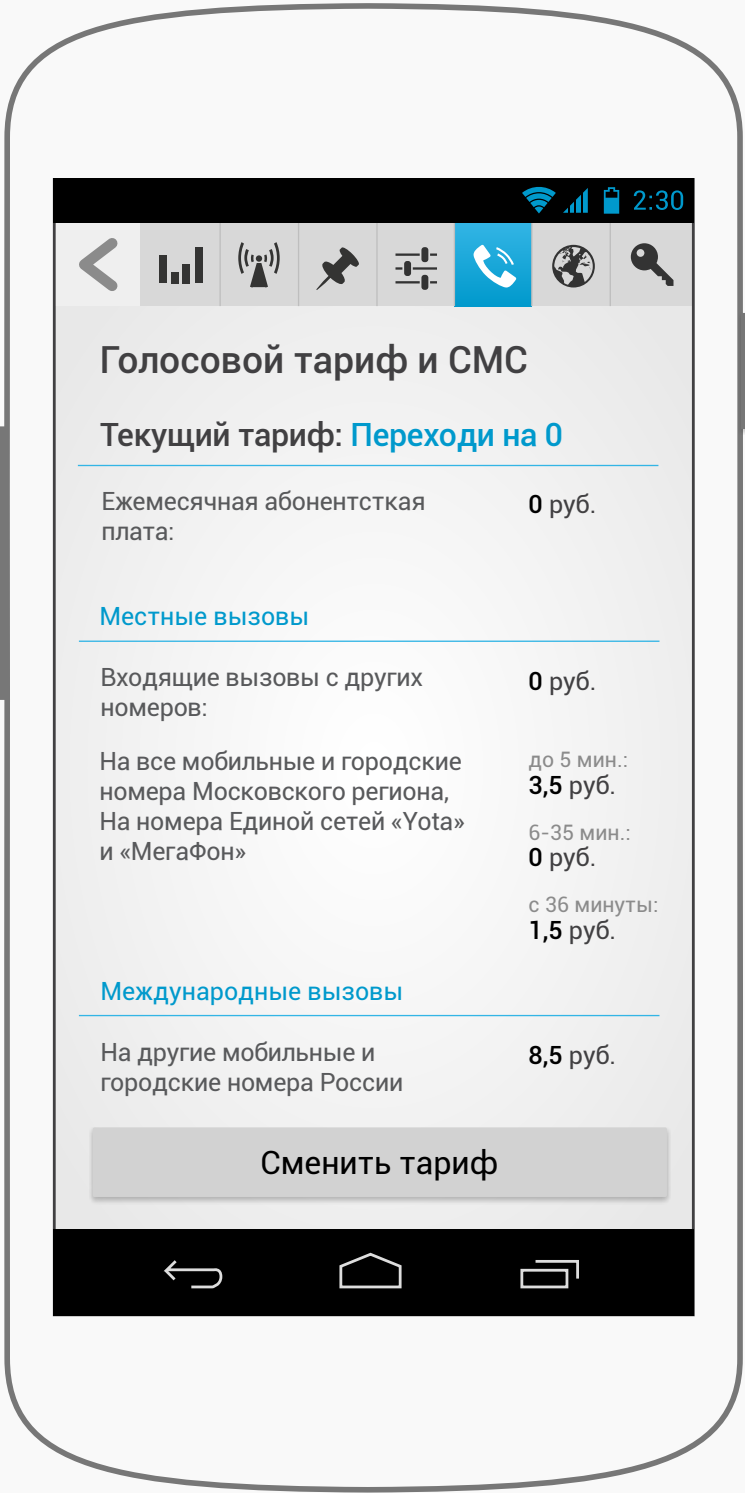 2:30
Голосовой тариф и СМС
Текущий тариф: Переходи на 0
Ежемесячная абонентсткая
плата:
0 руб.
Местные вызовы
Входящие вызовы с других
номеров:
0 руб.
На все мобильные и городские
номера Московского региона,
На номера Единой сетей «Yota»
и «МегаФон»
до 5 мин.:
3,5 руб.
6-35 мин.:
0 руб.
с 36 минуты:
1,5 руб.
Международные вызовы
На другие мобильные и
городские номера России
8,5 руб.
Сменить тариф